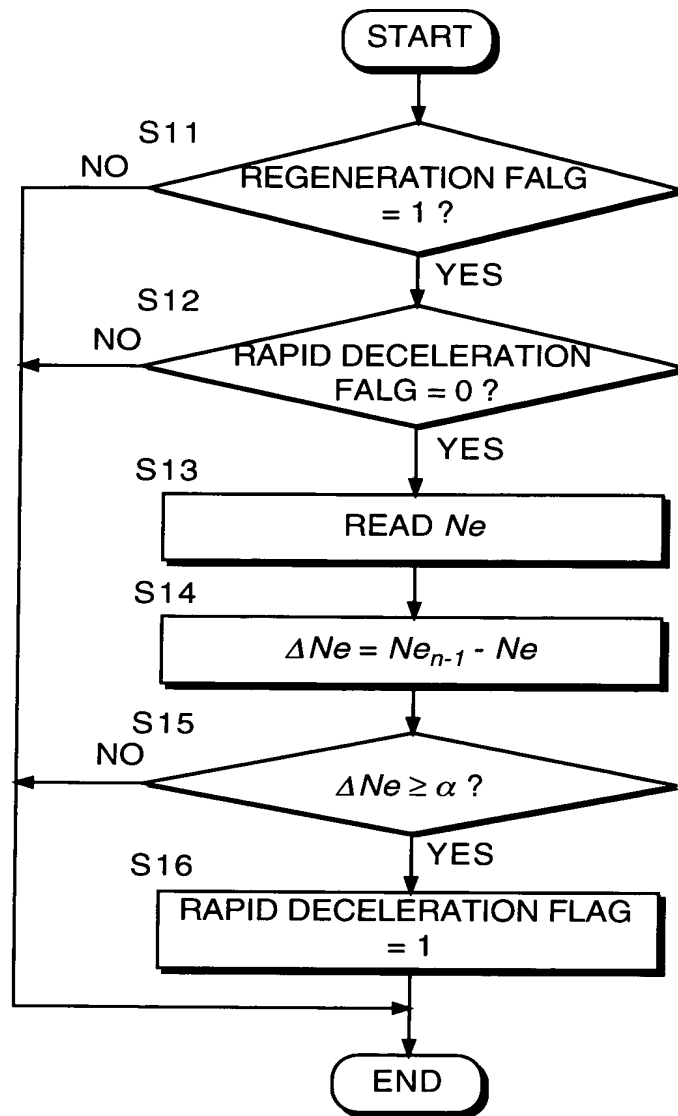 START
S11
NO
REGENERATION FALG
= 1 ?
YES
S12
NO
RAPID DECELERATION
FALG = 0 ?
YES
S13
READ Ne
S14
ΔNe = Neₙ₋₁ - Ne
S15
NO
ΔNe ≥ α ?
YES
S16
RAPID DECELERATION FLAG
= 1
END